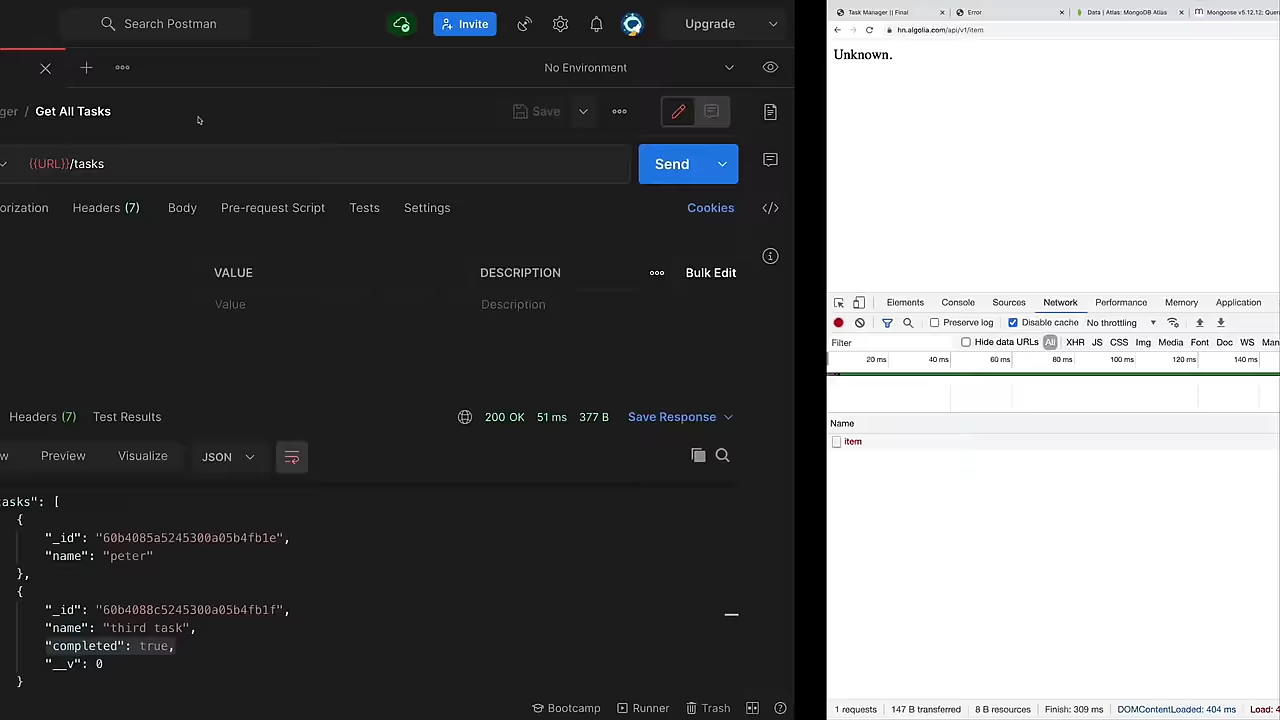 Search Postman
Invite
Upgrade
No Environment
ger / Get All Tasks
Save
{{URL}}/tasks
Send
orization
Headers (7)
Body
Pre-request Script
Tests
Settings
Cookies
VALUE
DESCRIPTION
Bulk Edit
Value
Description
Headers (7)
Test Results
200 OK
51 ms
377 B
Save Response
w
Preview
Visualize
JSON
asks": [
{
"_id": "60b4085a5245300a05b4fb1e",
"name": "peter"
},
{
"_id": "60b4088c5245300a05b4fb1f",
"name": "third task",
"completed": true,
"__v": 0
}
Bootcamp
Runner
Trash
Task Manager || Final
Error
Data | Atlas: MongoDB Atlas
Mongoose v5.12.12: Quer
hn.algolia.com/api/v1/item
Unknown.
Elements
Console
Sources
Network
Performance
Memory
Application
Preserve log
Disable cache
No throttling
Filter
Hide data URLs
All
XHR
JS
CSS
Img
Media
Font
Doc
WS
Man
20 ms
40 ms
60 ms
80 ms
100 ms
120 ms
140 ms
Name
item
1 requests
147 B transferred
8 B resources
Finish: 309 ms
DOMContentLoaded: 404 ms
Load: 4